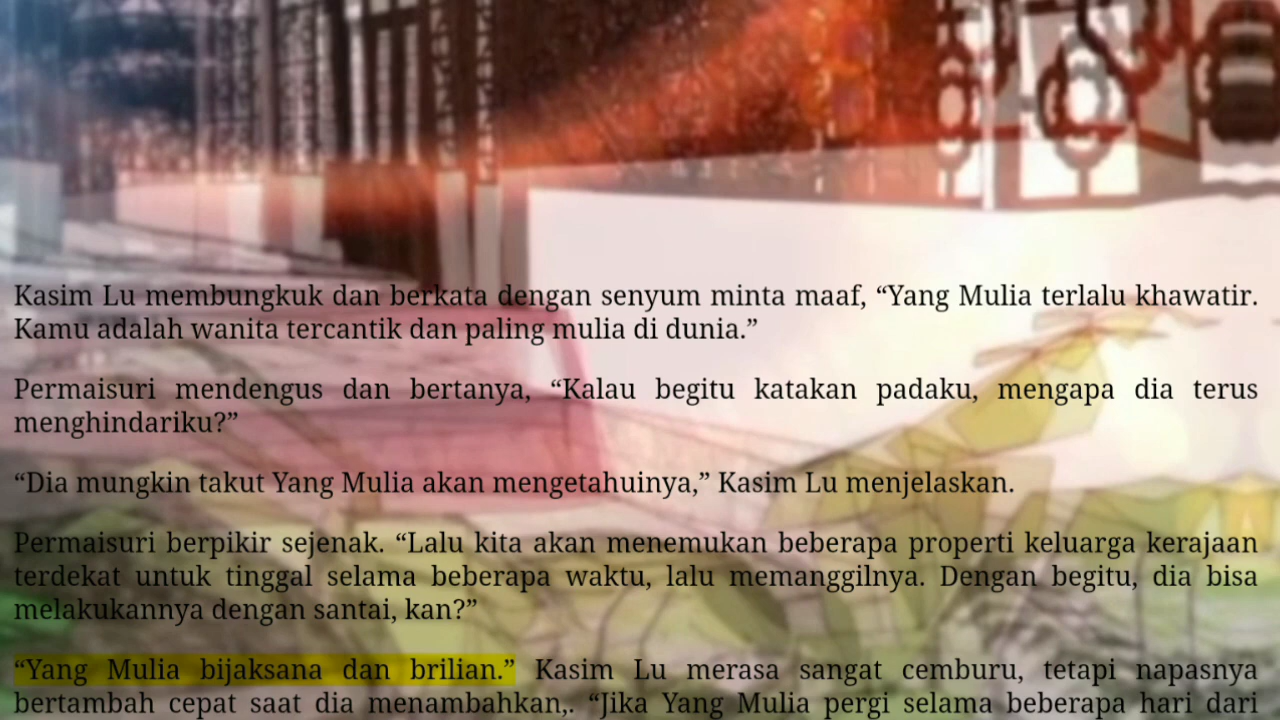 Kasim Lu membungkuk dan berkata dengan senyum minta maaf, “Yang Mulia terlalu khawatir.
Kamu adalah wanita tercantik dan paling mulia di dunia.”
Permaisuri mendengus dan bertanya, “Kalau begitu katakan padaku, mengapa dia terus
menghindariku?”
“Dia mungkin takut Yang Mulia akan mengetahuinya,” Kasim Lu menjelaskan.
Permaisuri berpikir sejenak. “Lalu kita akan menemukan beberapa properti keluarga kerajaan
terdekat untuk tinggal selama beberapa waktu, lalu memanggilnya. Dengan begitu, dia bisa
melakukannya dengan santai, kan?”
“Yang Mulia bijaksana dan brilian.” Kasim Lu merasa sangat cemburu, tetapi napasnya
bertambah cepat saat dia menambahkan,. “Jika Yang Mulia pergi selama beberapa hari dari